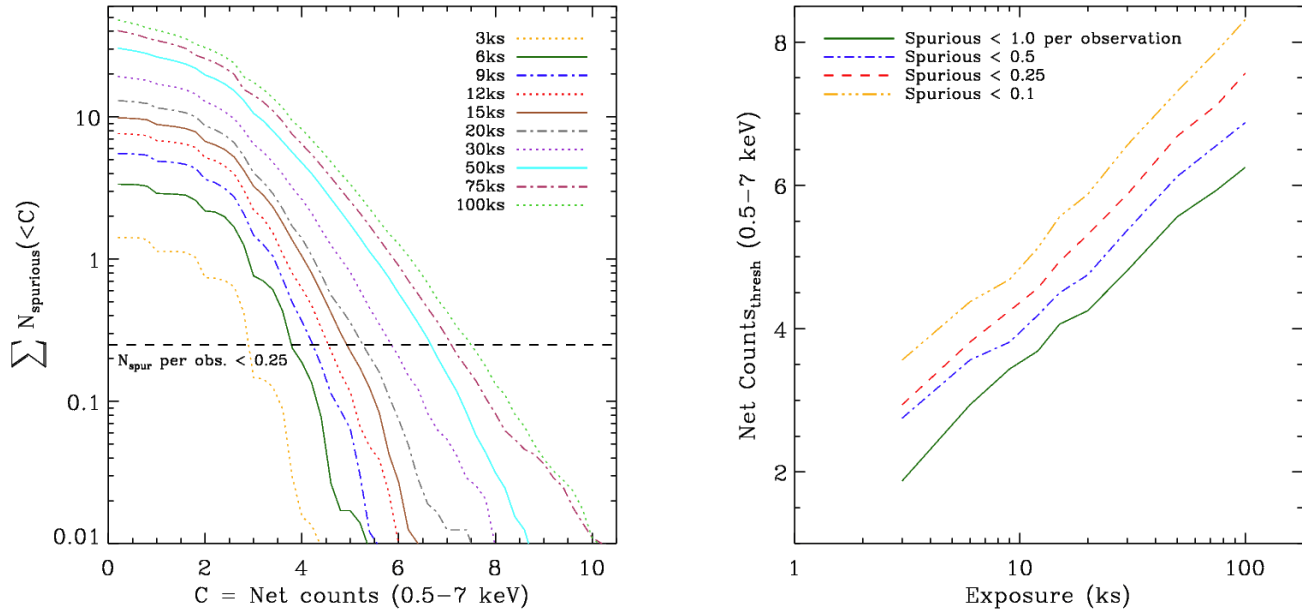 3ks
6ks
9ks
12ks
15ks
20ks
30ks
50ks
75ks
100ks
10
1
0.1
0.01
∑ N_spurious(<C)
N_spur per obs. < 0.25
0 2 4 6 8 10
C = Net counts (0.5−7 keV)
Spurious < 1.0 per observation
Spurious < 0.5
Spurious < 0.25
Spurious < 0.1
8
6
4
2
Net Counts_thresh (0.5−7 keV)
1 10 100
Exposure (ks)